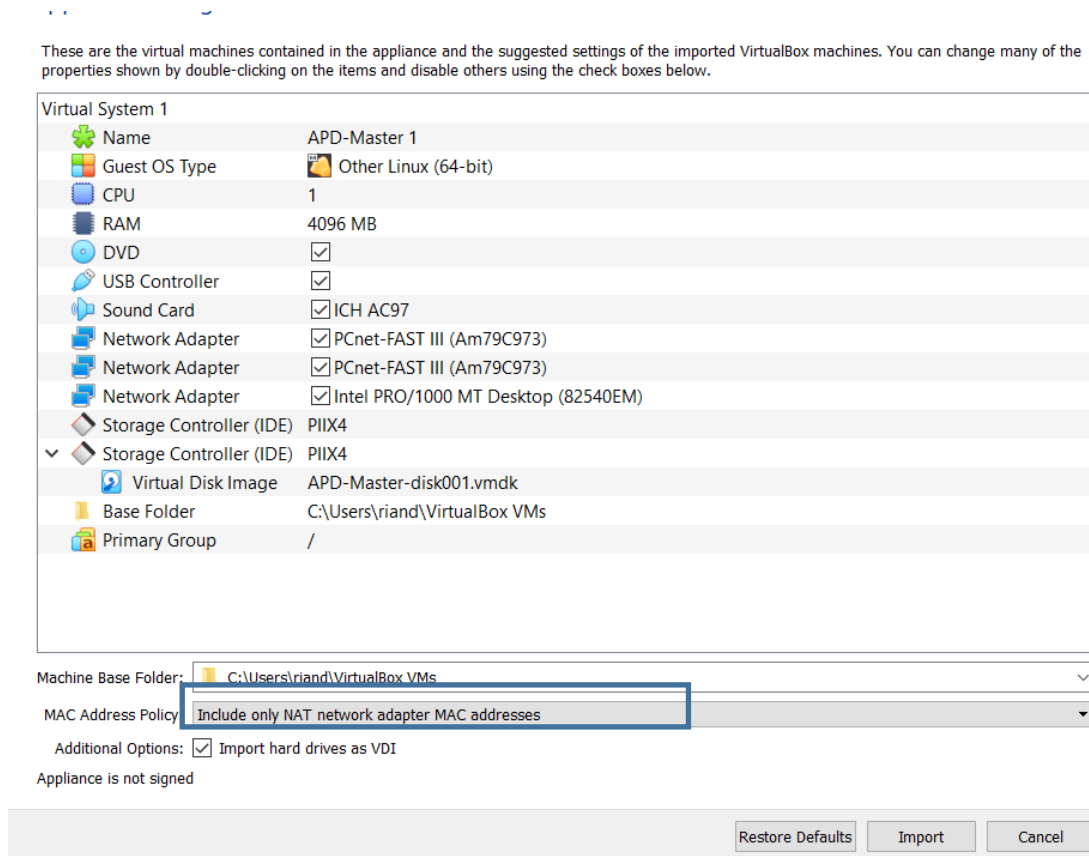 These are the virtual machines contained in the appliance and the suggested settings of the imported VirtualBox machines. You can change many of the
properties shown by double-clicking on the items and disable others using the check boxes below.
Virtual System 1
Name APD-Master 1
Guest OS Type Other Linux (64-bit)
CPU 1
RAM 4096 MB
DVD
USB Controller
Sound Card ICH AC97
Network Adapter PCnet-FAST III (Am79C973)
Network Adapter PCnet-FAST III (Am79C973)
Network Adapter Intel PRO/1000 MT Desktop (82540EM)
Storage Controller (IDE) PIIX4
Storage Controller (IDE) PIIX4
Virtual Disk Image APD-Master-disk001.vmdk
Base Folder C:\Users\riand\VirtualBox VMs
Primary Group /
Machine Base Folder: C:\Users\riand\VirtualBox VMs
MAC Address Policy Include only NAT network adapter MAC addresses
Additional Options: Import hard drives as VDI
Appliance is not signed
Restore Defaults Import Cancel